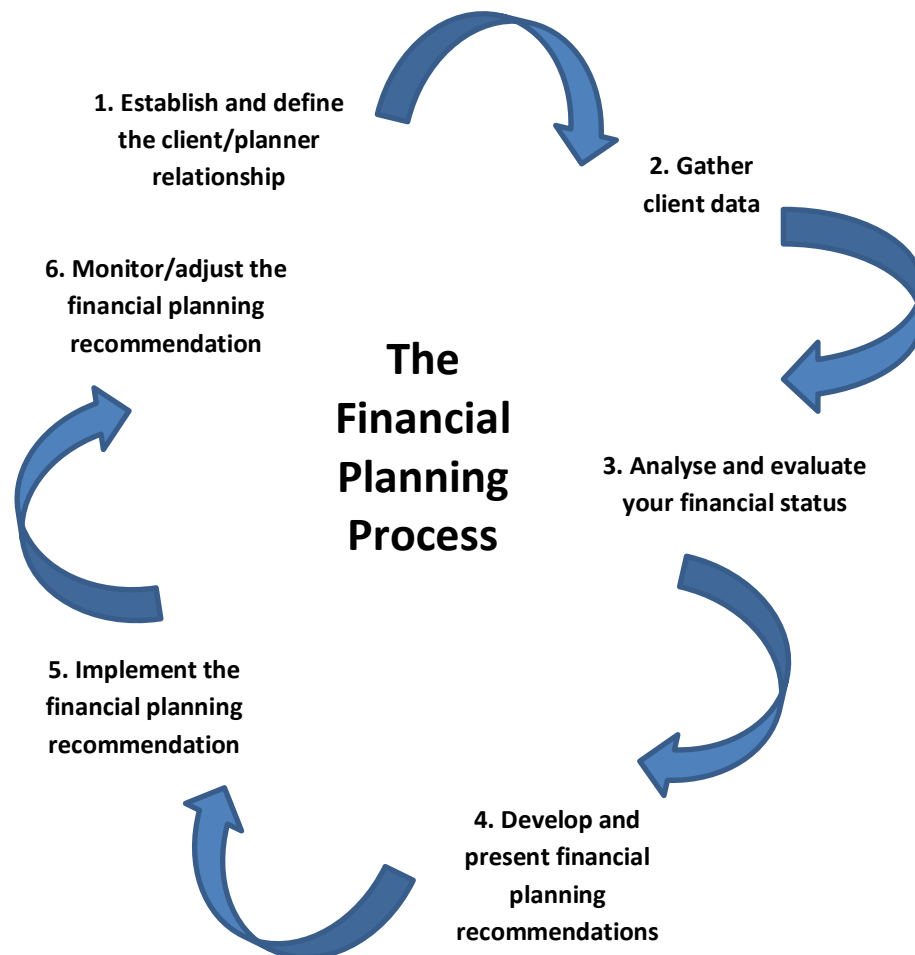 1. Establish and define
the client/planner
relationship
2. Gather
client data
6. Monitor/adjust the
financial planning
recommendation
The
Financial
Planning
Process
3. Analyse and evaluate
your financial status
5. Implement the
financial planning
recommendation
4. Develop and
present financial
planning
recommendations